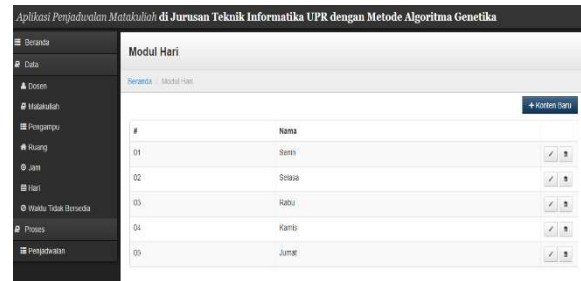 Aplikasi Penjadwalan Matakuliah di Jurusan Teknik Informatika UPR dengan Metode Algoritma Genetika
Beranda
Data
Dosen
Matakuliah
Pengampu
Ruang
Jam
Hari
Waktu Tidak Bersedia
Proses
Penjadwalan
Modul Hari
Beranda / Modul Hari
+ Konten Baru
# Nama
01 Senin
02 Selasa
03 Rabu
04 Kamis
05 Jumat